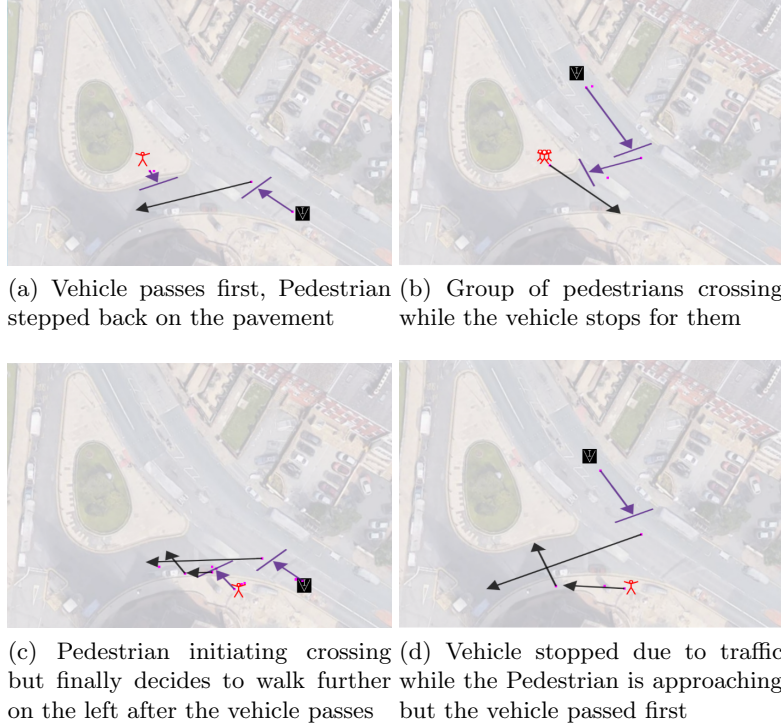 (a) Vehicle passes first, Pedestrian
stepped back on the pavement
(b) Group of pedestrians crossing
while the vehicle stops for them
(c) Pedestrian initiating crossing
but finally decides to walk further
on the left after the vehicle passes
(d) Vehicle stopped due to traffic
while the Pedestrian is approaching
but the vehicle passed first